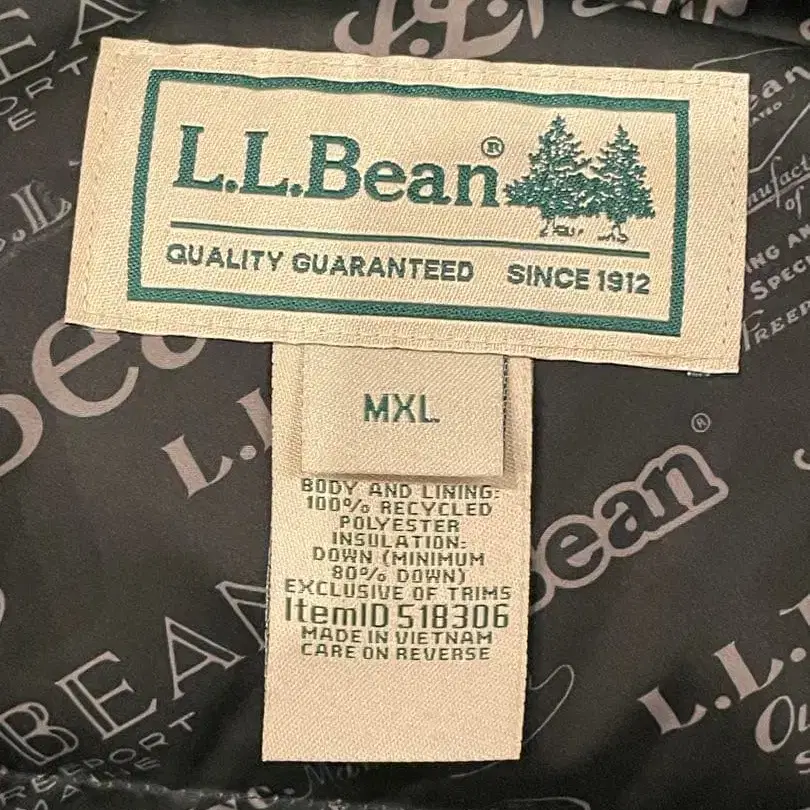 L.L.Bean®
QUALITY GUARANTEED SINCE 1912
MXL
BODY AND LINING:
100% RECYCLED
POLYESTER
INSULATION:
DOWN (MINIMUM
80% DOWN)
EXCLUSIVE OF TRIMS
ItemID 518306
MADE IN VIETNAM
CARE ON REVERSE
Bean
®
BEAN
FREEPORT
L.L.